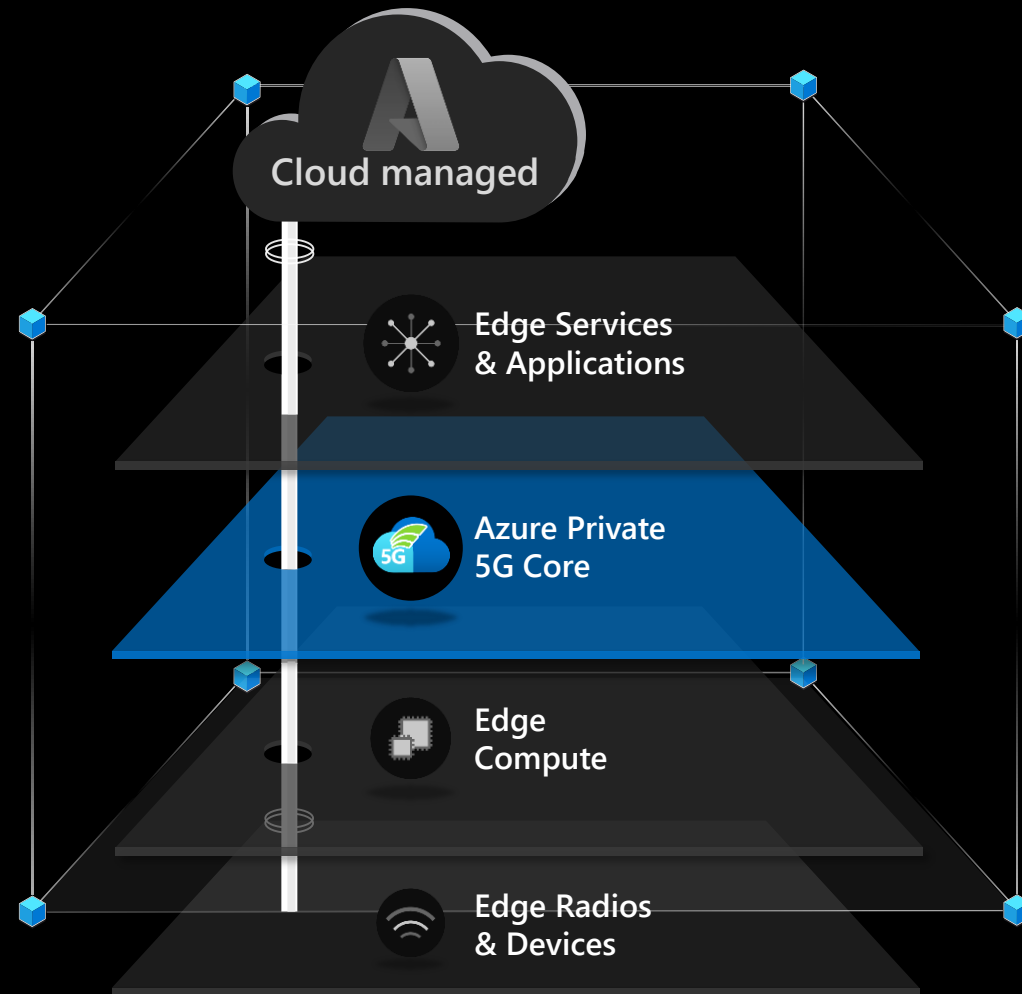 Cloud managed
Edge Services
& Applications
5G
Azure Private
5G Core
Edge
Compute
Edge Radios
& Devices